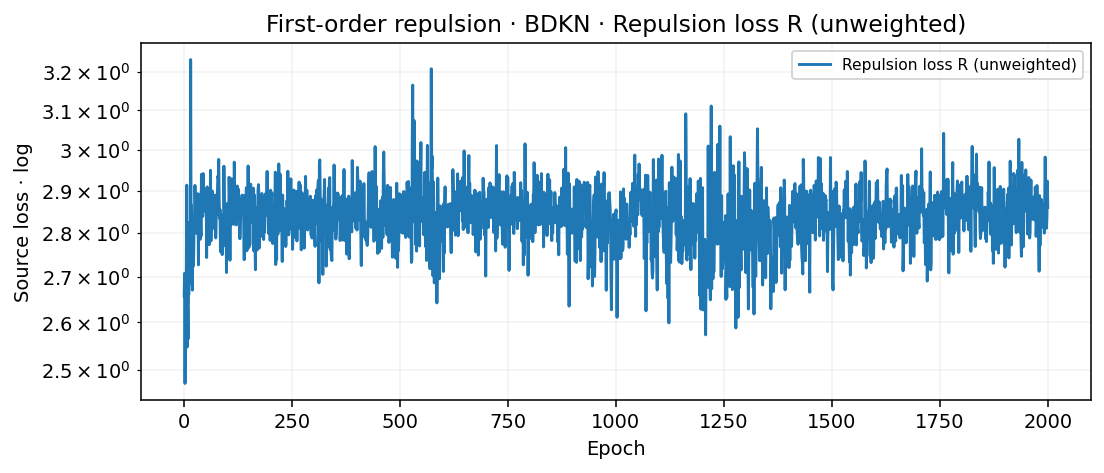 First-order repulsion · BDKN · Repulsion loss R (unweighted)
Repulsion loss R (unweighted)
Source loss · log
3.2 × 10⁰
3.1 × 10⁰
3 × 10⁰
2.9 × 10⁰
2.8 × 10⁰
2.7 × 10⁰
2.6 × 10⁰
2.5 × 10⁰
0 250 500 750 1000 1250 1500 1750 2000
Epoch